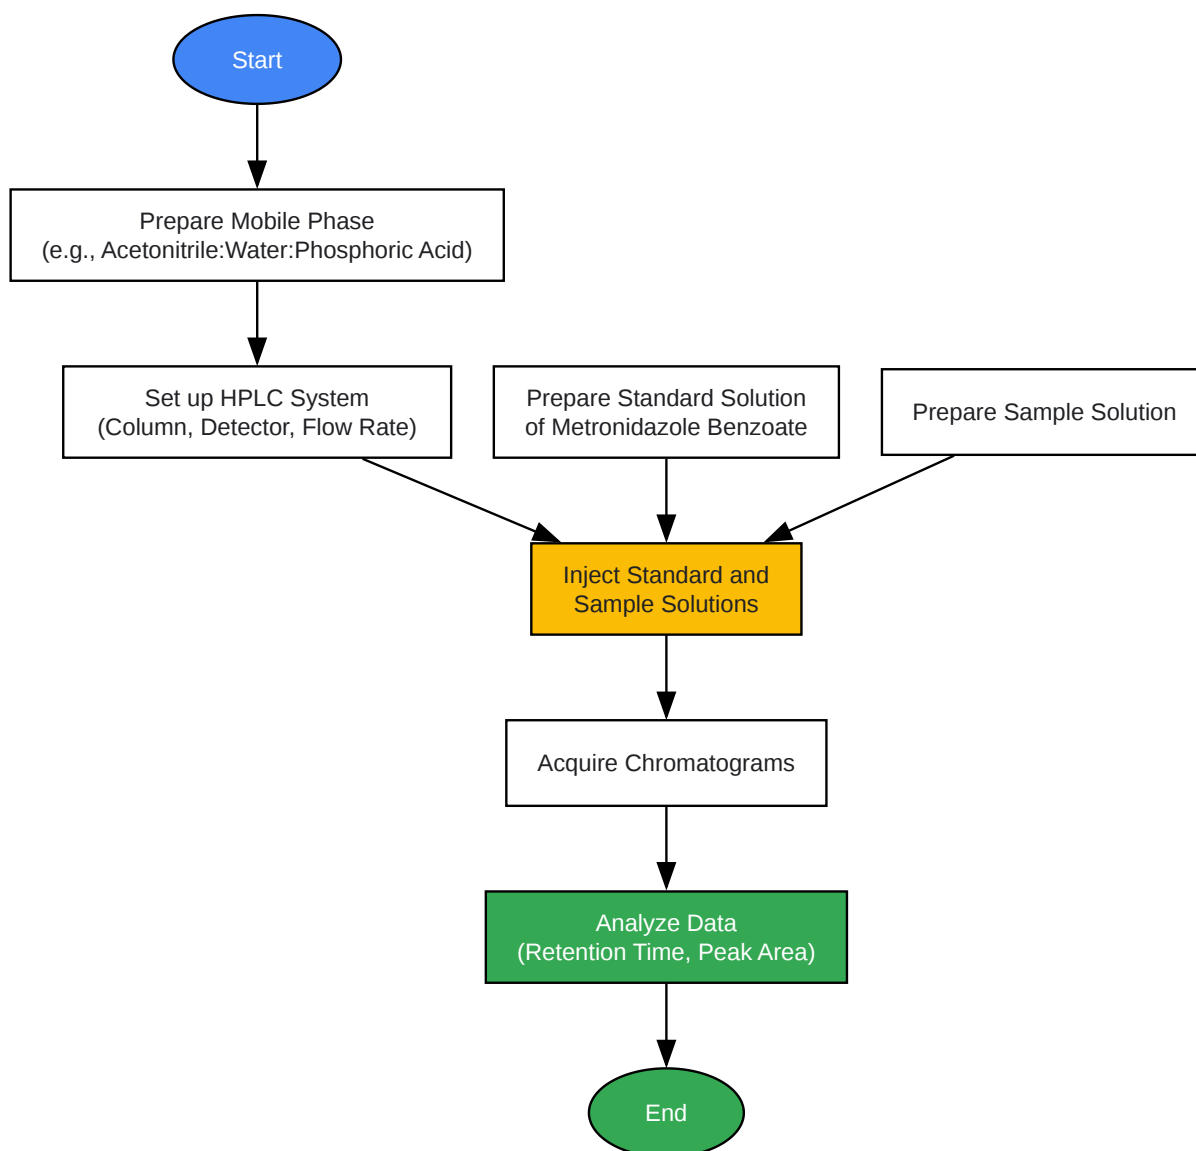 Start
Prepare Mobile Phase
(e.g., Acetonitrile:Water:Phosphoric Acid)
Set up HPLC System
(Column, Detector, Flow Rate)
Prepare Standard Solution
of Metronidazole Benzoate
Prepare Sample Solution
Inject Standard and
Sample Solutions
Acquire Chromatograms
Analyze Data
(Retention Time, Peak Area)
End